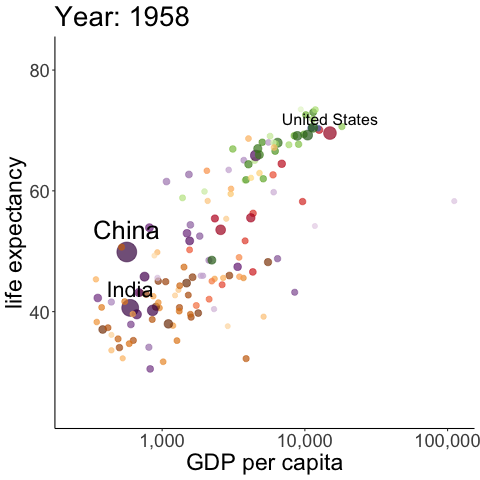 Year: 1958
80
United States
60
life expectancy
China
India
40
1,000
10,000
100,000
GDP per capita